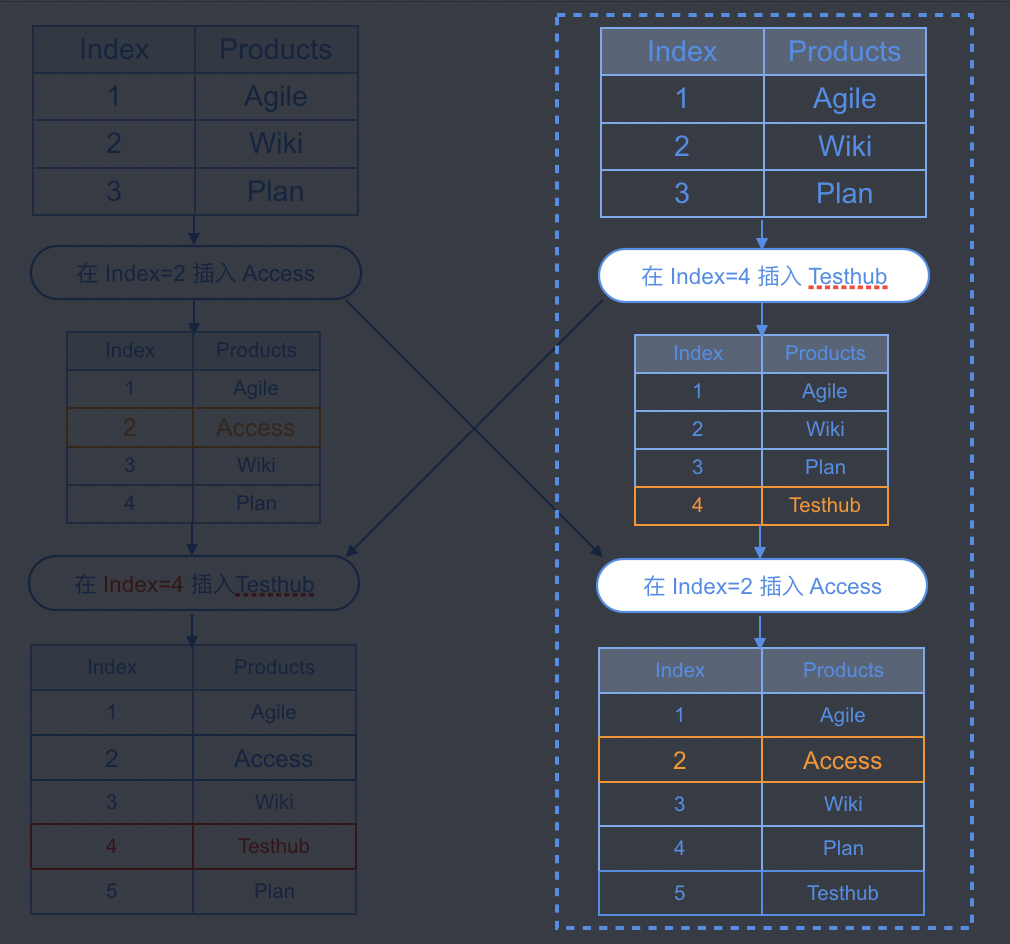 Index Products
1 Agile
2 Wiki
3 Plan
在 Index=2 插入 Access
Index Products
1 Agile
2 Access
3 Wiki
4 Plan
在 Index=4 插入Testhub
Index Products
1 Agile
2 Access
3 Wiki
4 Testhub
5 Plan
Index Products
1 Agile
2 Wiki
3 Plan
在 Index=4 插入 Testhub
Index Products
1 Agile
2 Wiki
3 Plan
4 Testhub
在 Index=2 插入 Access
Index Products
1 Agile
2 Access
3 Wiki
4 Plan
5 Testhub